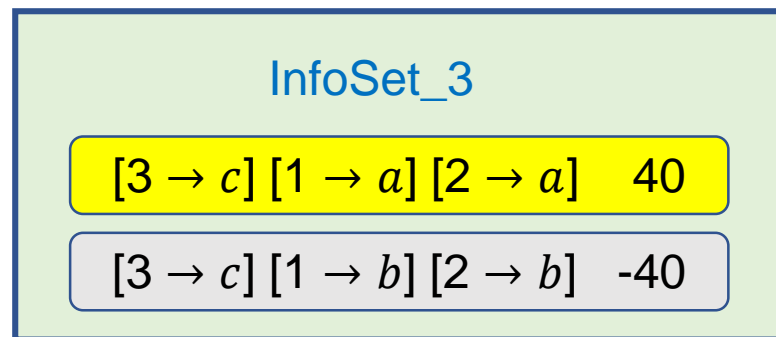 InfoSet_3
[3 → c] [1 → a] [2 → a] 40
[3 → c] [1 → b] [2 → b] -40